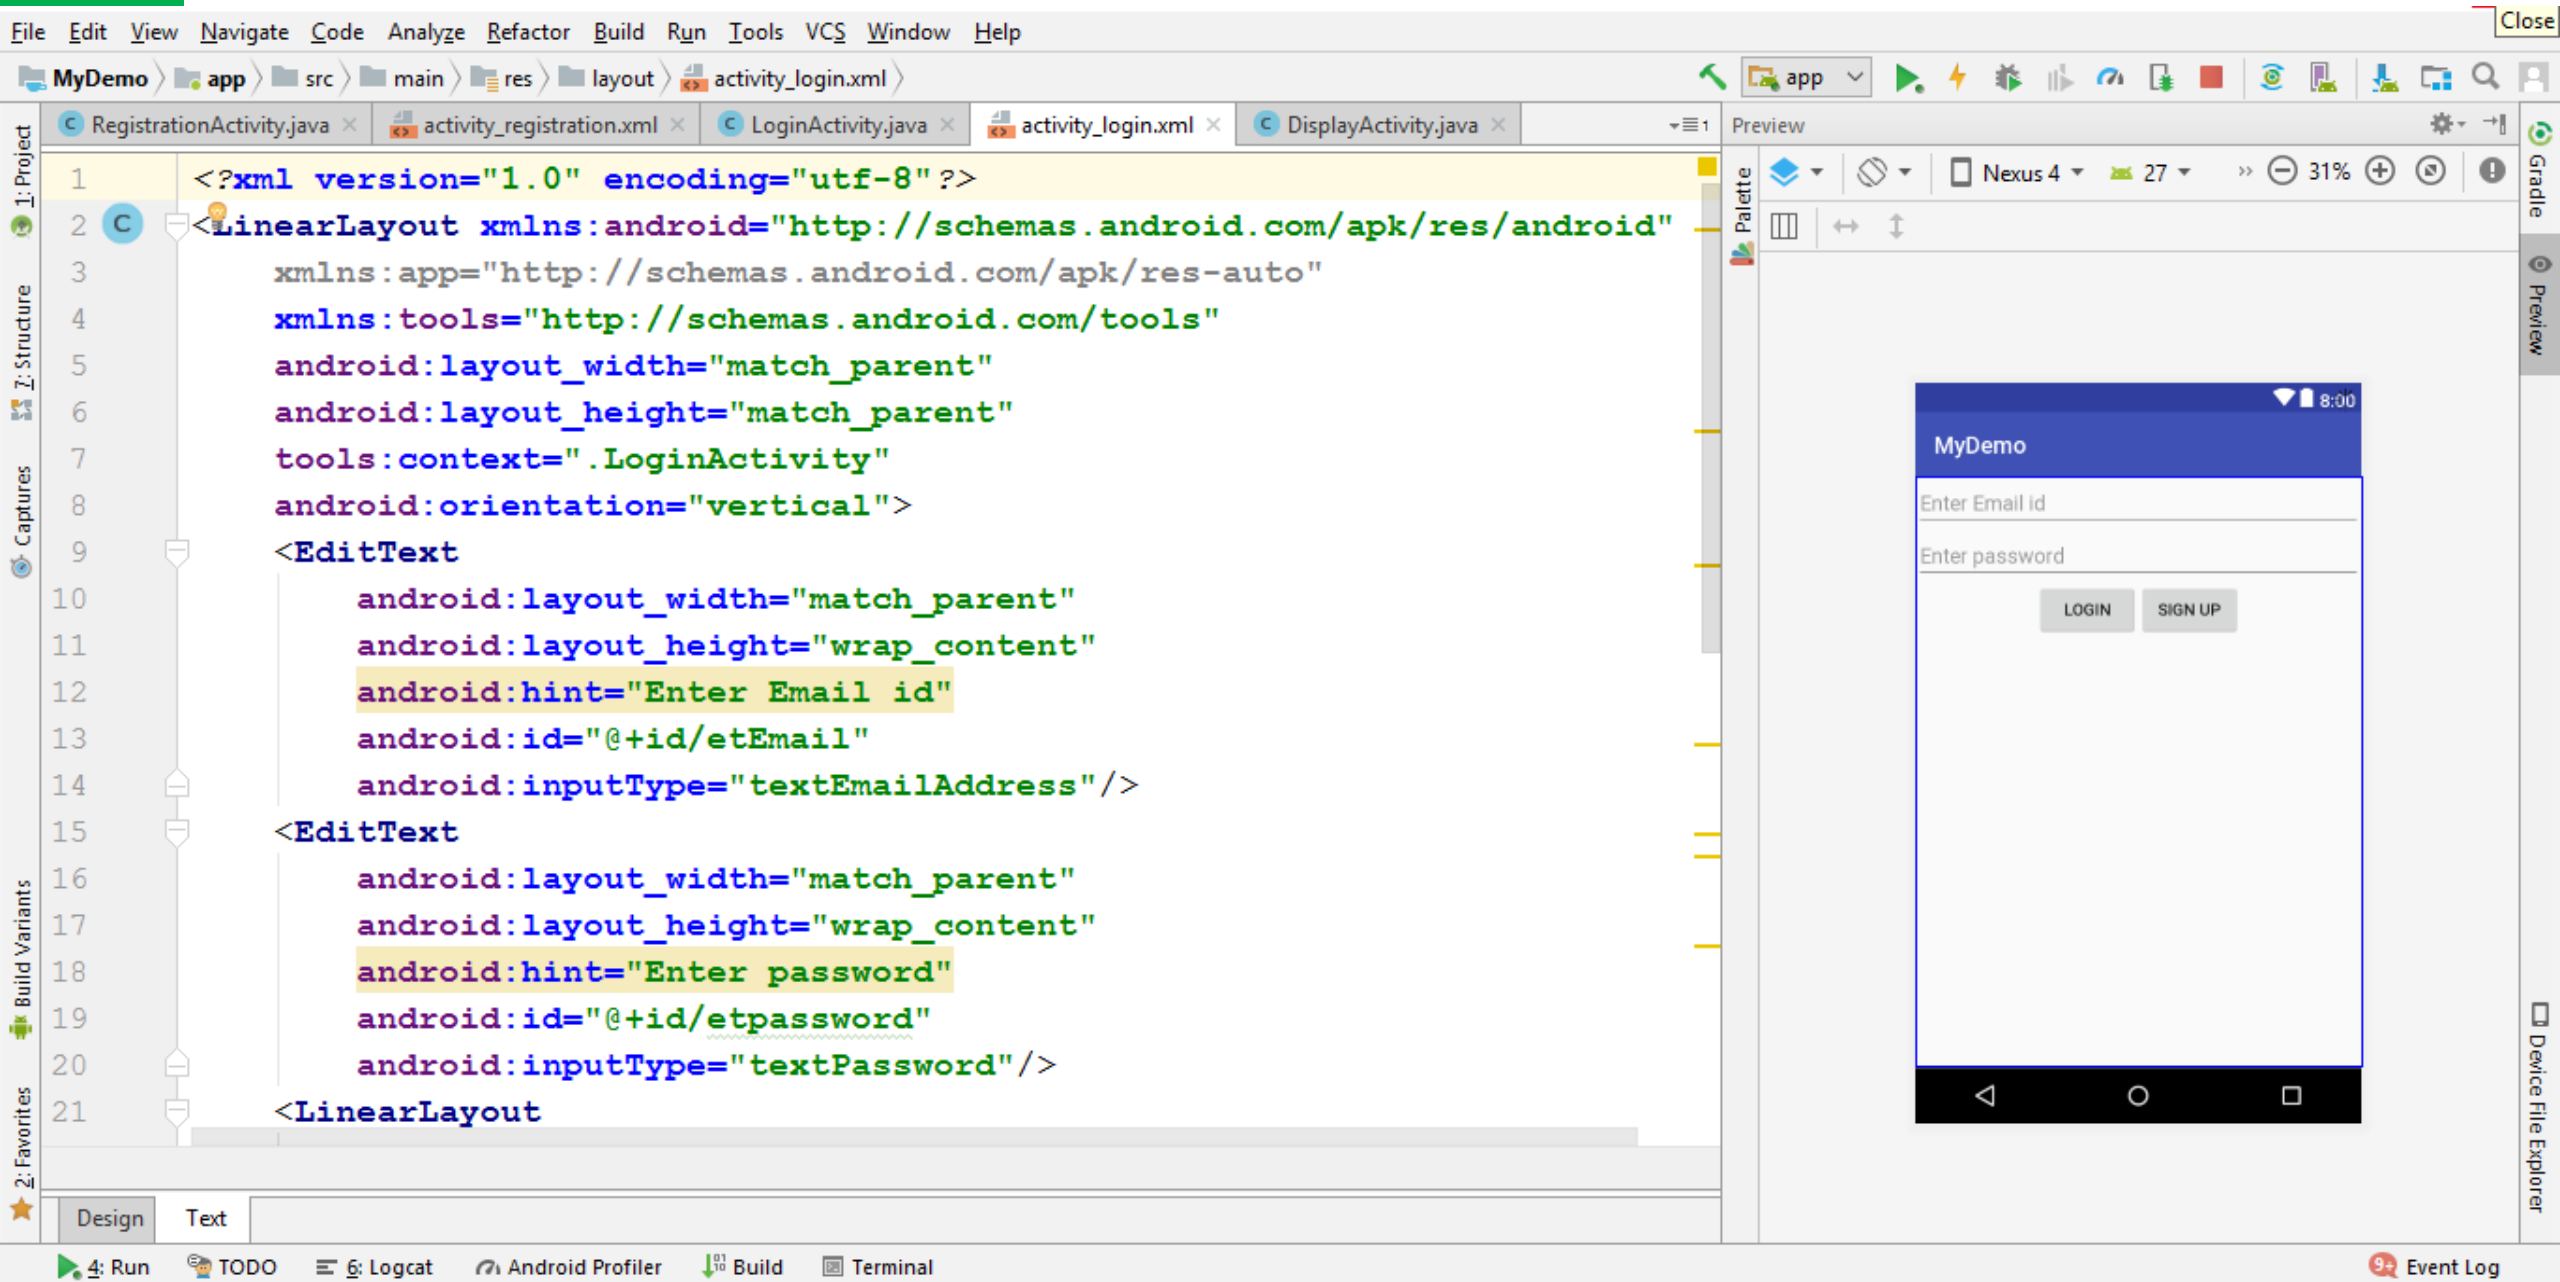 Close
File Edit View Navigate Code Analyze Refactor Build Run Tools VCS Window Help
MyDemo app src main res layout activity_login.xml
app
RegistrationActivity.java activity_registration.xml LoginActivity.java activity_login.xml DisplayActivity.java
1
1: Project
7: Structure
Captures
Build Variants
2: Favorites
1 <?xml version="1.0" encoding="utf-8"?>
2 <LinearLayout xmlns:android="http://schemas.android.com/apk/res/android"
3 xmlns:app="http://schemas.android.com/apk/res-auto"
4 xmlns:tools="http://schemas.android.com/tools"
5 android:layout_width="match_parent"
6 android:layout_height="match_parent"
7 tools:context=".LoginActivity"
8 android:orientation="vertical">
9 <EditText
10 android:layout_width="match_parent"
11 android:layout_height="wrap_content"
12 android:hint="Enter Email id"
13 android:id="@+id/etEmail"
14 android:inputType="textEmailAddress"/>
15 <EditText
16 android:layout_width="match_parent"
17 android:layout_height="wrap_content"
18 android:hint="Enter password"
19 android:id="@+id/etpassword"
20 android:inputType="textPassword"/>
21 <LinearLayout
Preview
Palette
Nexus 4 27 31%
8:00
MyDemo
Enter Email id
Enter password
LOGIN SIGN UP
Gradle
Preview
Device File Explorer
Design Text
4: Run TODO 6: Logcat Android Profiler Build Terminal
9+ Event Log